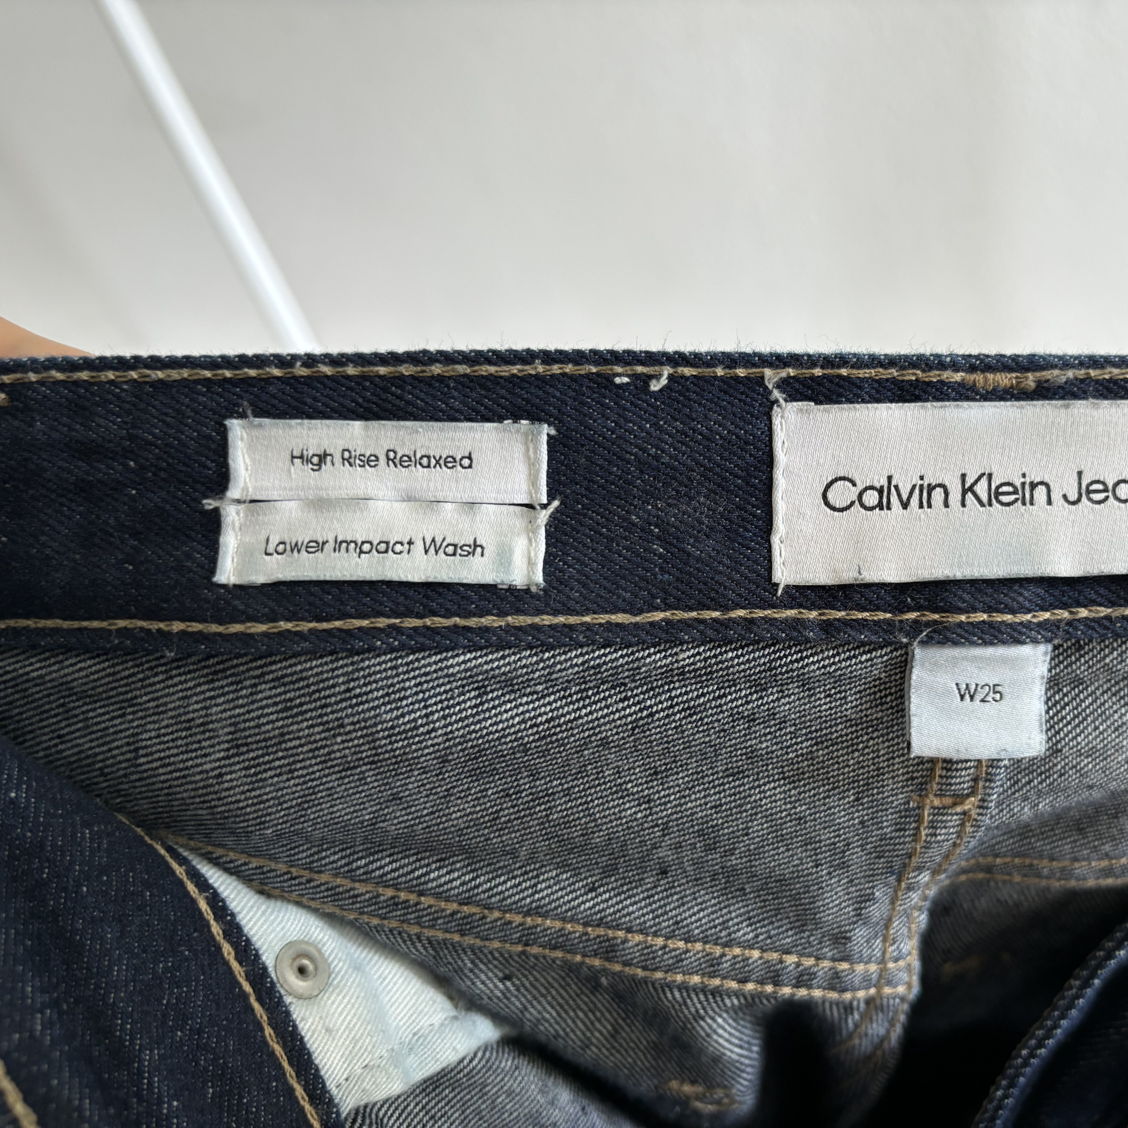 High Rise Relaxed
Lower Impact Wash
Calvin Klein
W25